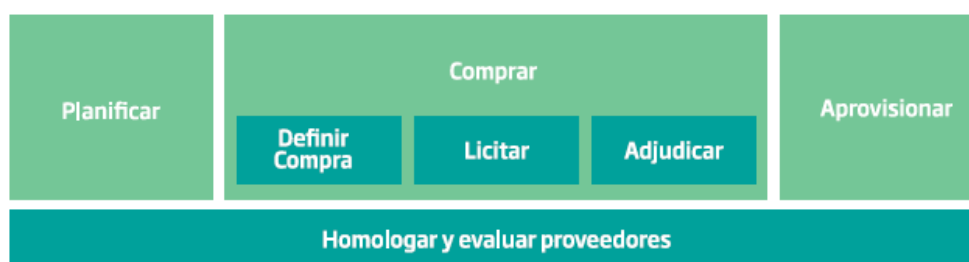 Planificar
Comprar
Definir
Compra
Licitar
Adjudicar
Aprovisionar
Homologar y evaluar proveedores